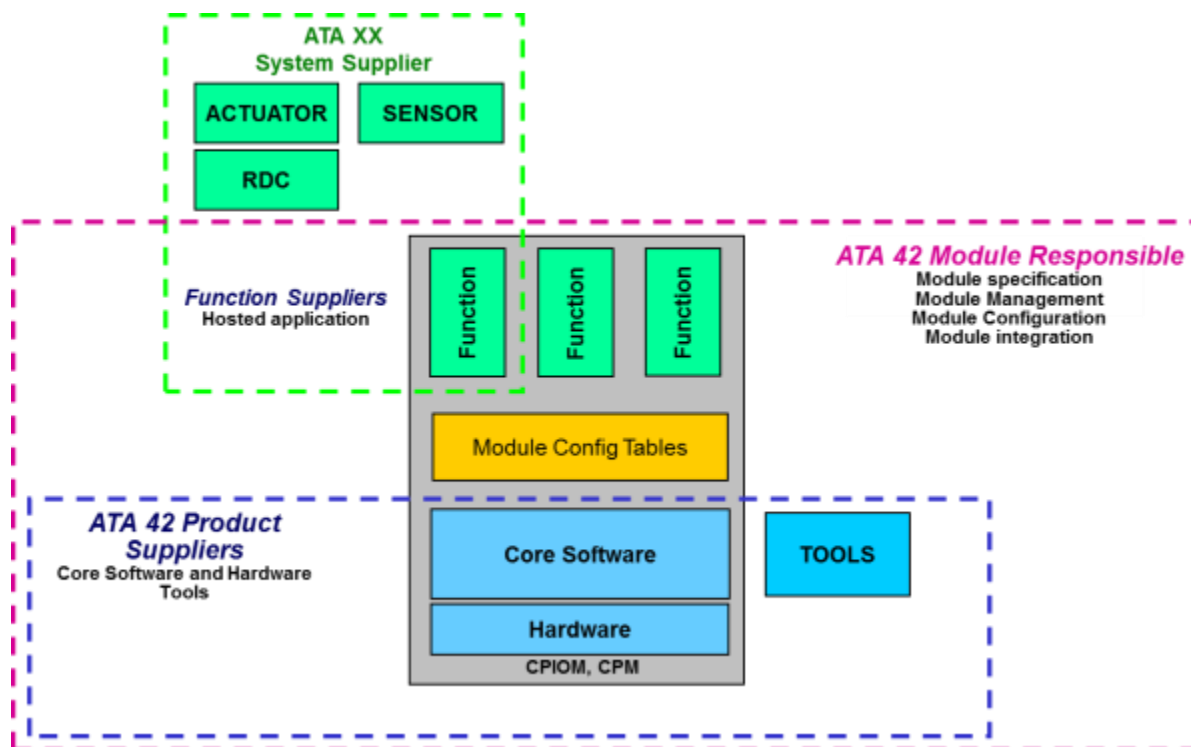 ATA XX
System Supplier
ACTUATOR
SENSOR
RDC
ATA 42 Module Responsible
Module specification
Module Management
Module Configuration
Module integration
Function Suppliers
Hosted application
Function
Function
Function
Module Config Tables
ATA 42 Product
Suppliers
Core Software and Hardware
Tools
Core Software
TOOLS
Hardware
CPIOM, CPM